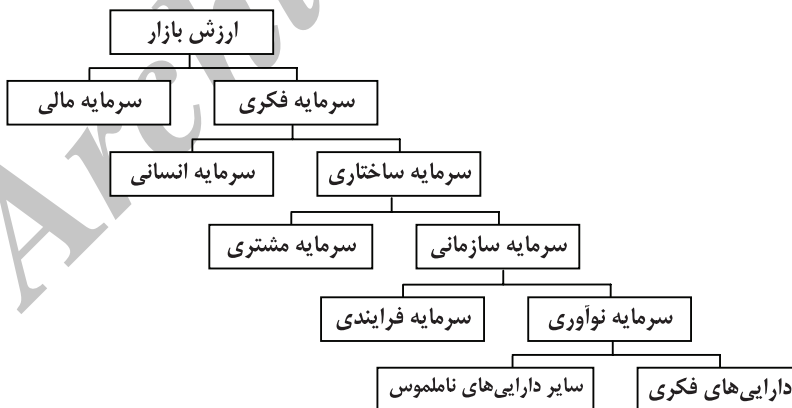 ارزش بازار
سرمایه فکری
سرمایه مالی
سرمایه ساختاری
سرمایه انسانی
سرمایه سازمانی
سرمایه مشتری
سرمایه نوآوری
سرمایه فرایندی
دارایی‌های فکری
سایر دارایی‌های ناملموس